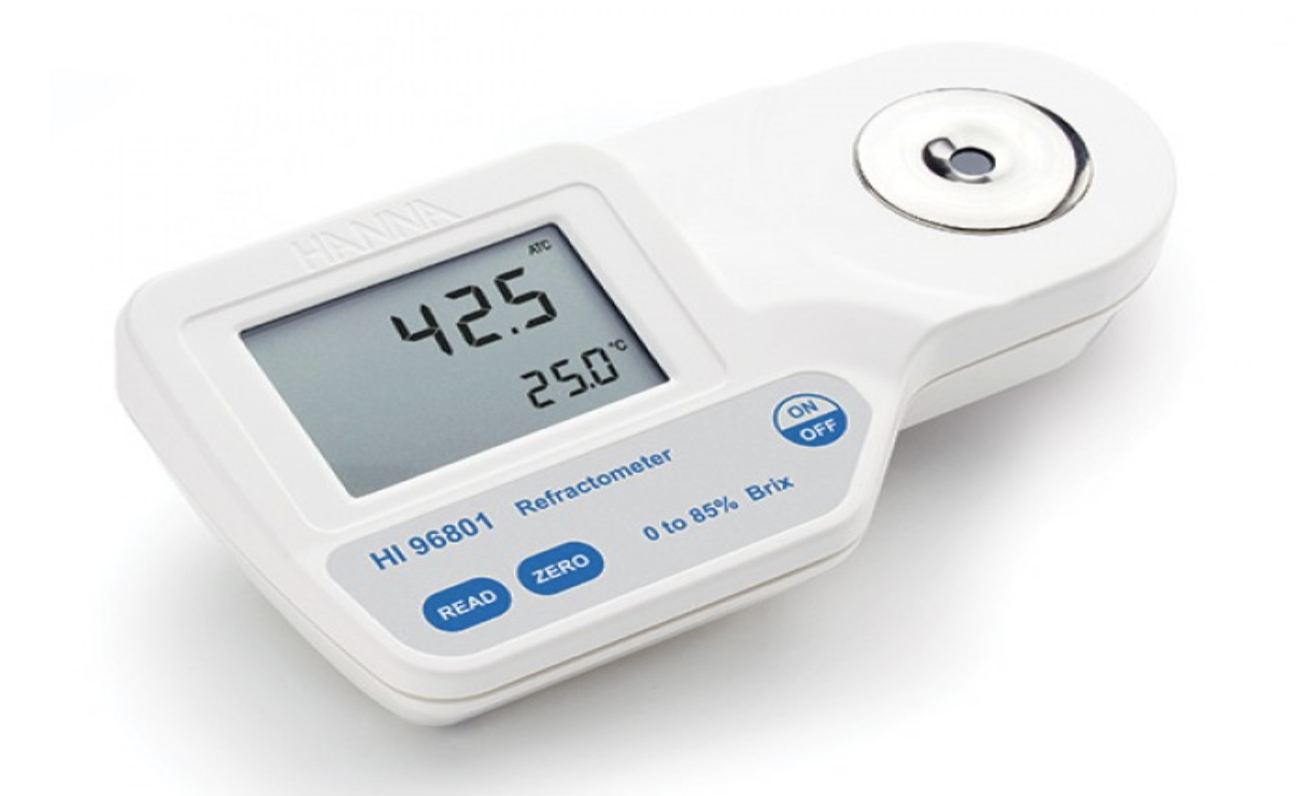 HANNA
ATC
42.5
25.0 °C
ON
OFF
HI 96801 Refractometer
0 to 85% Brix
READ ZERO